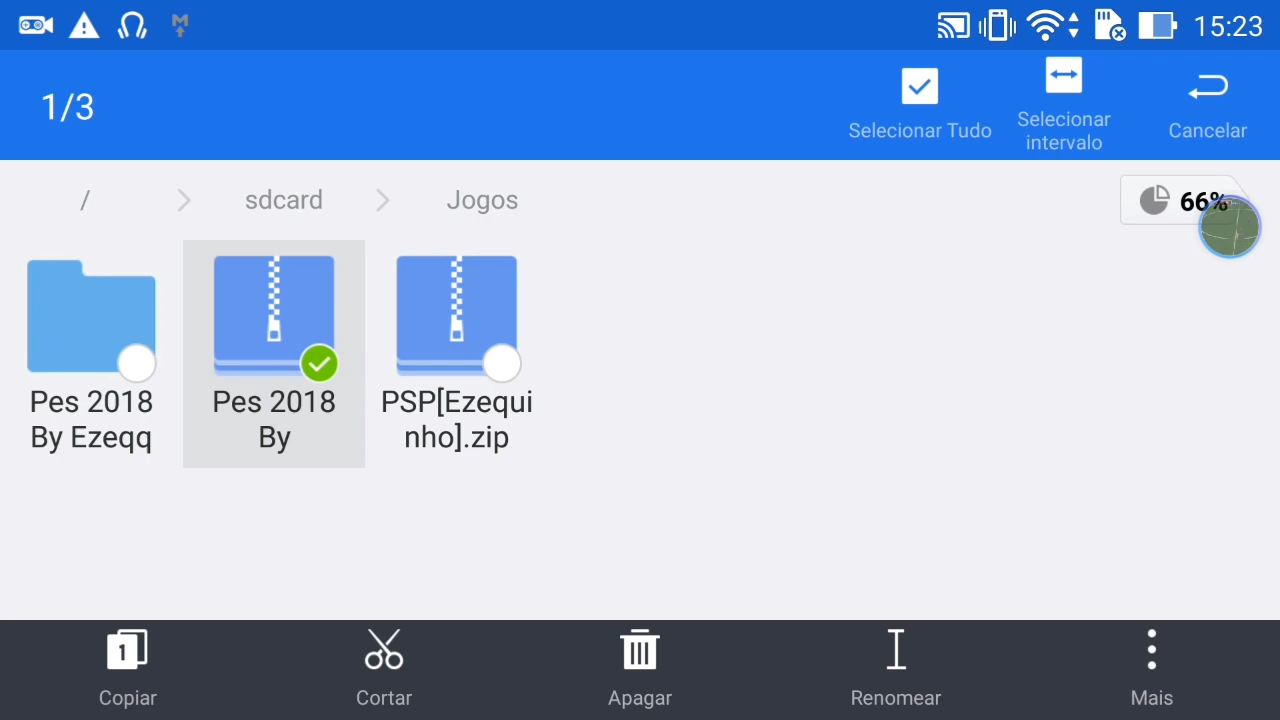 15:23
1/3
Selecionar Tudo
Selecionar
intervalo
Cancelar
/
sdcard
Jogos
66%
Pes 2018
By Ezeqq
Pes 2018
By
PSP[Ezequi
nho].zip
1
Copiar
Cortar
Apagar
Renomear
Mais